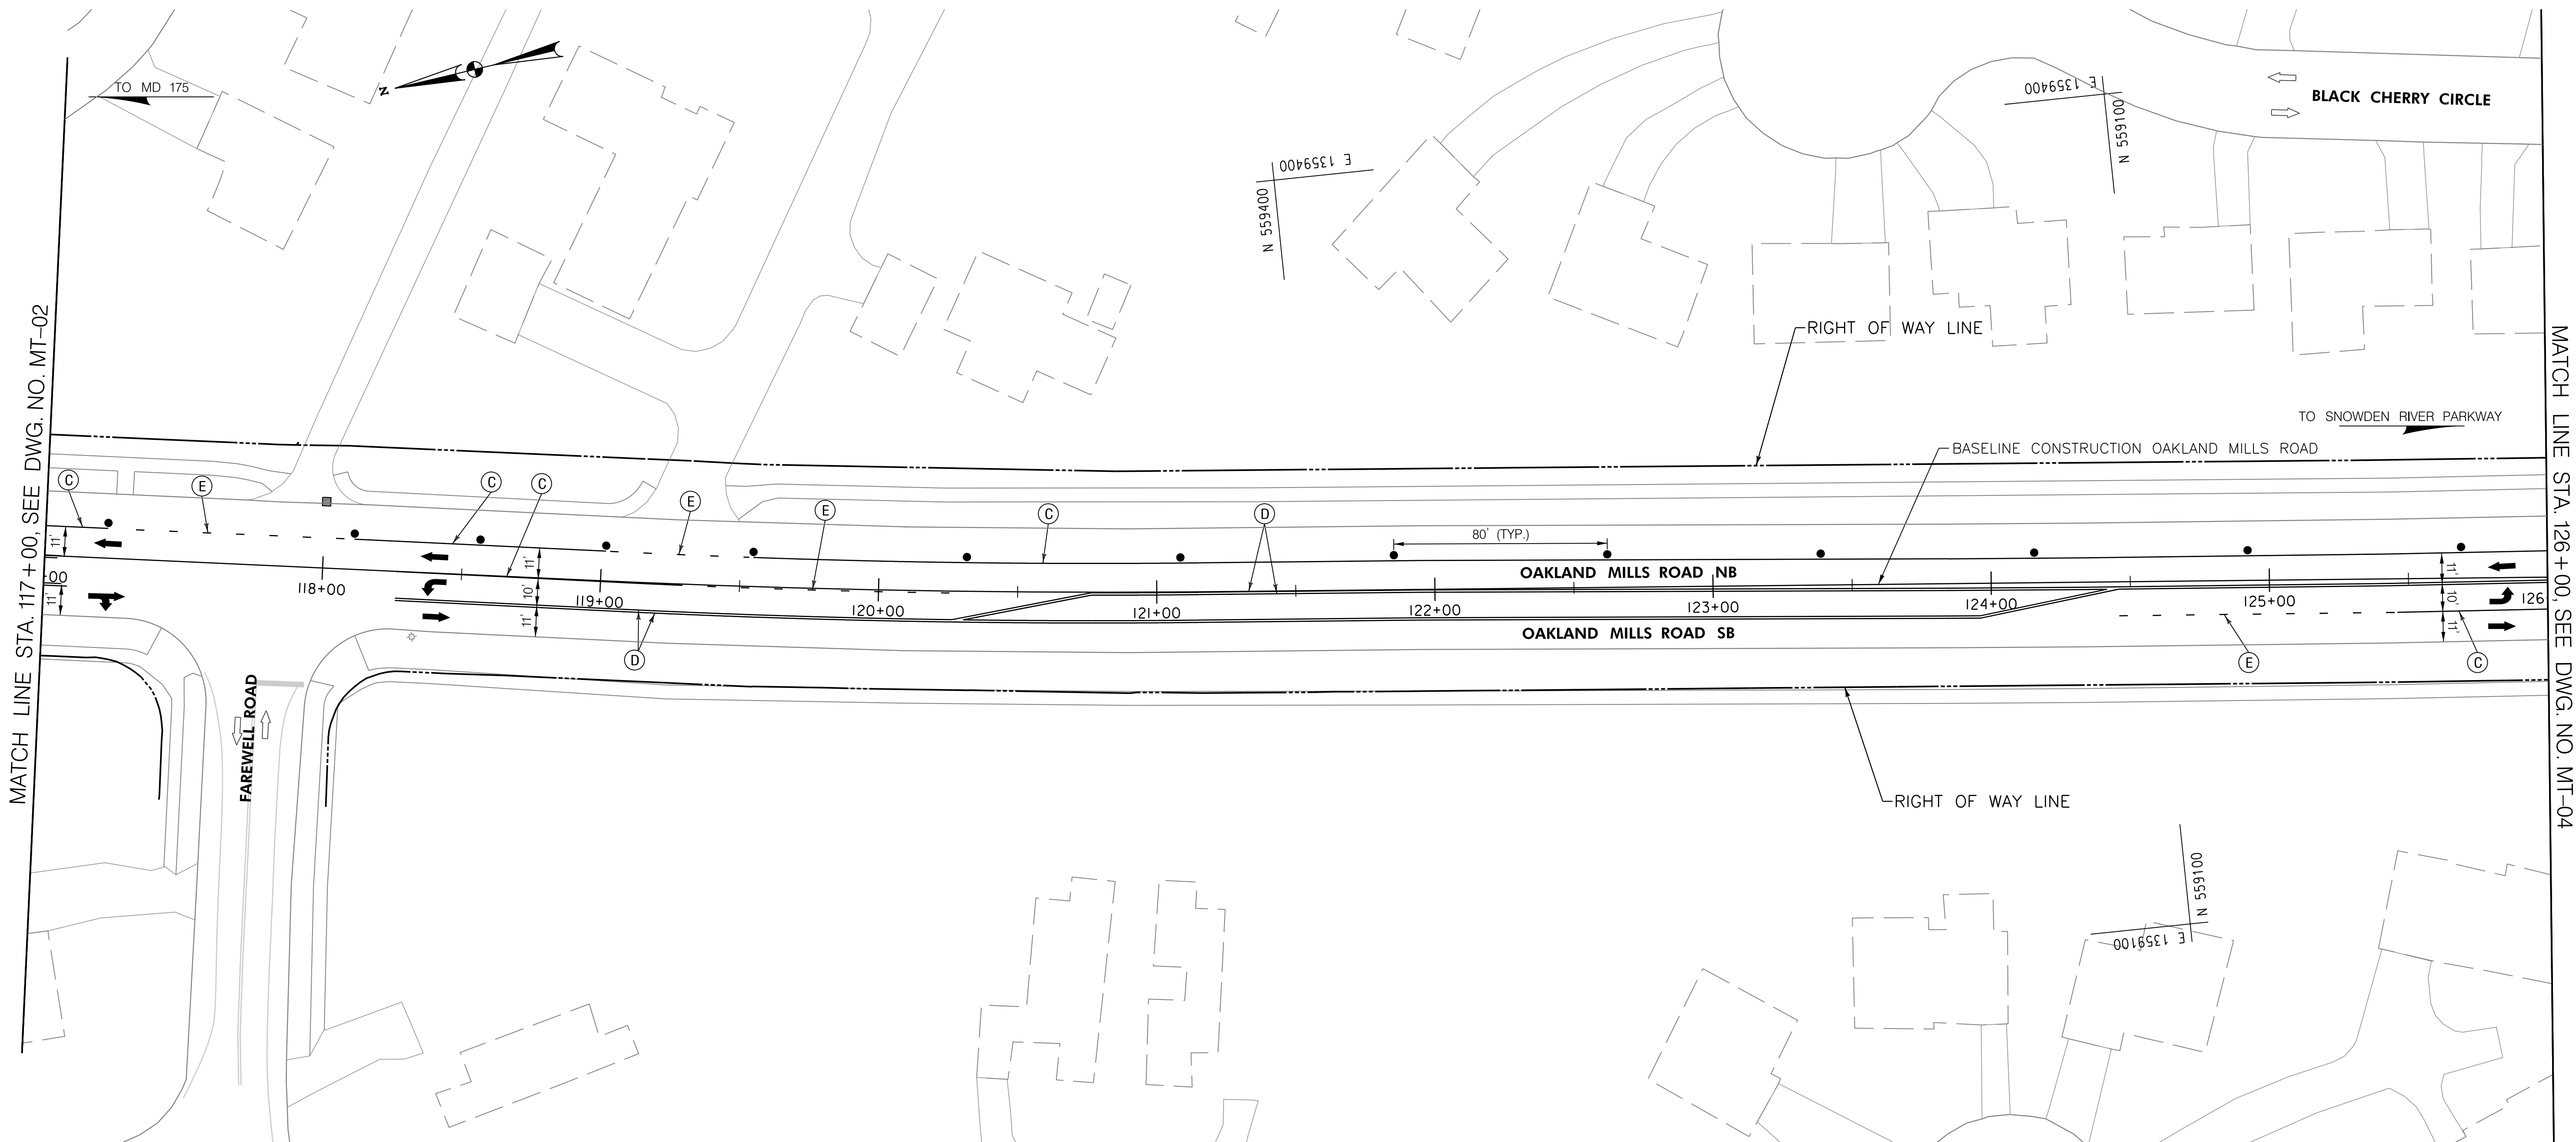 TO MD 175
N
E 1359400
BLACK CHERRY CIRCLE
N 559100
E 1359400
N 559400
RIGHT OF WAY LINE
TO SNOWDEN RIVER PARKWAY
BASELINE CONSTRUCTION OAKLAND MILLS ROAD
MATCH LINE STA. 117+00, SEE DWG. NO. MT-02
MATCH LINE STA. 126+00, SEE DWG. NO. MT-04
C
E
C
C
E
E
C
D
80' (TYP.)
11'
11'
11'
OAKLAND MILLS ROAD NB
+00
118+00
119+00
120+00
121+00
122+00
123+00
124+00
125+00
126
10'
10'
11'
11'
11'
OAKLAND MILLS ROAD SB
D
E
C
FAREWELL ROAD
RIGHT OF WAY LINE
N 559100
E 1359100